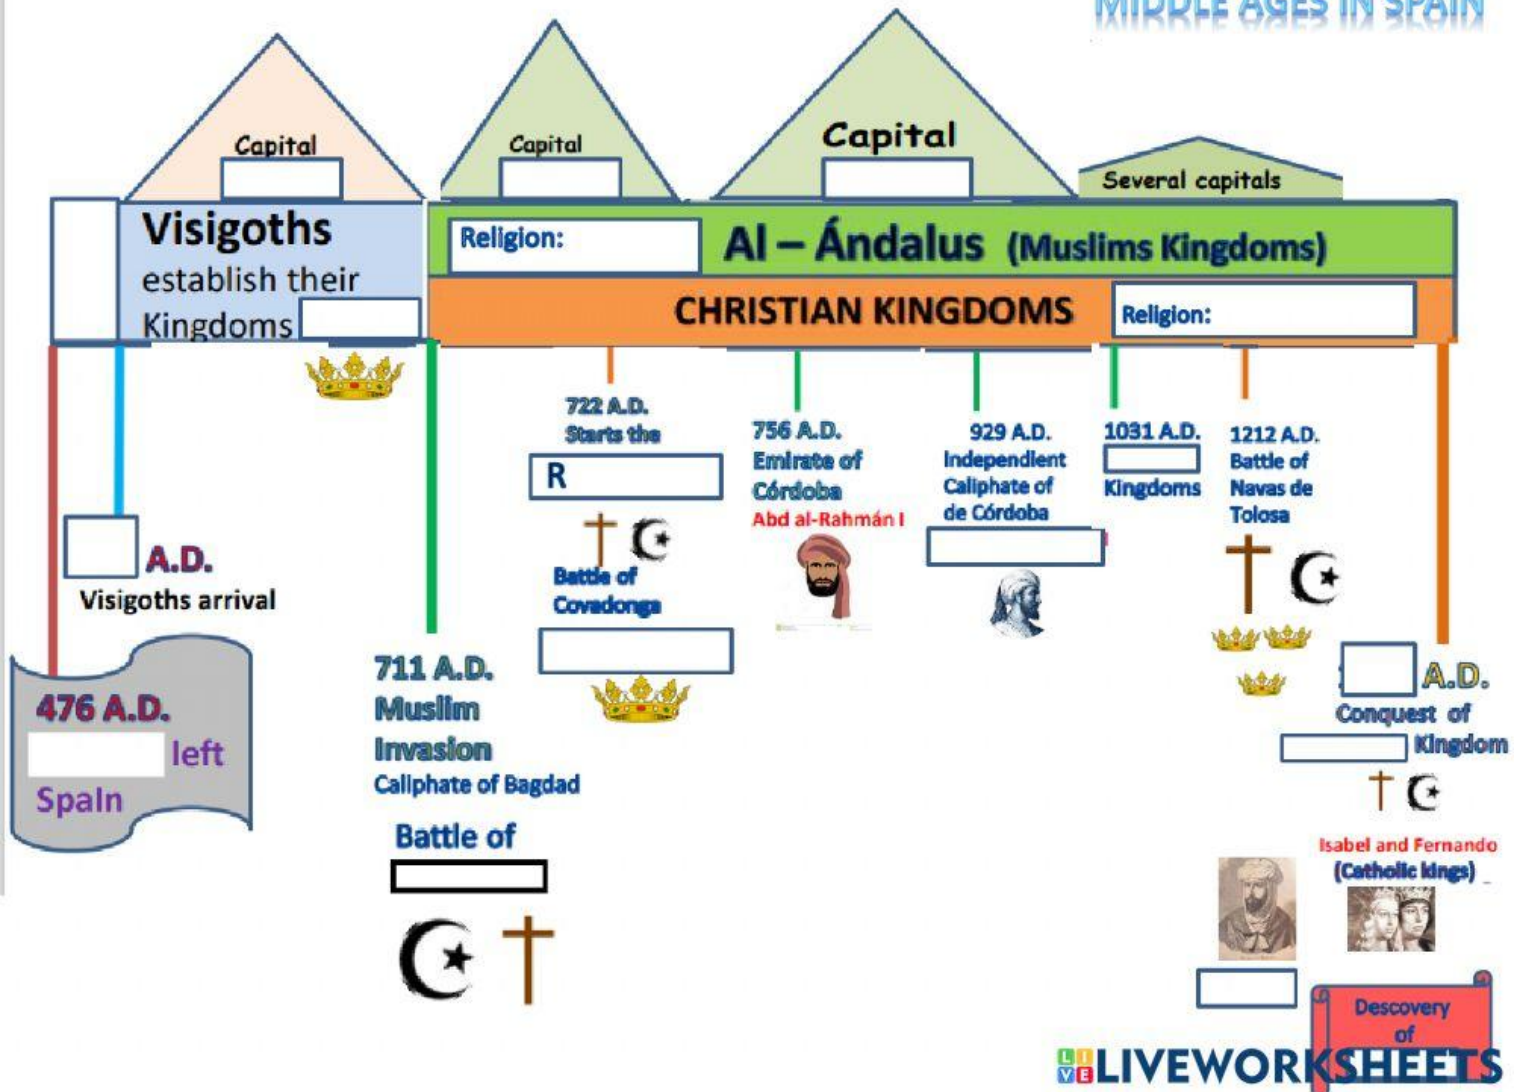 MIDDLE AGES IN SPAIN
Capital
Capital
Capital
Several capitals
Visigoths
establish their
Kingdoms
Religion:
Al – Ándalus (Muslims Kingdoms)
CHRISTIAN KINGDOMS
Religion:
A.D.
Visigoths arrival
476 A.D.
left
Spain
711 A.D.
Muslim
Invasion
Caliphate of Bagdad
Battle of
722 A.D.
Starts the
R
Battle of
Covadonga
756 A.D.
Emirate of
Córdoba
Abd al-Rahmán I
929 A.D.
Independient
Caliphate of
de Córdoba
1031 A.D.
Kingdoms
1212 A.D.
Battle of
Navas de
Tolosa
A.D.
Conquest of
Kingdom
Isabel and Fernando
(Catholic kings)
Descovery
of
LIVE LIVEWORKSHEETS